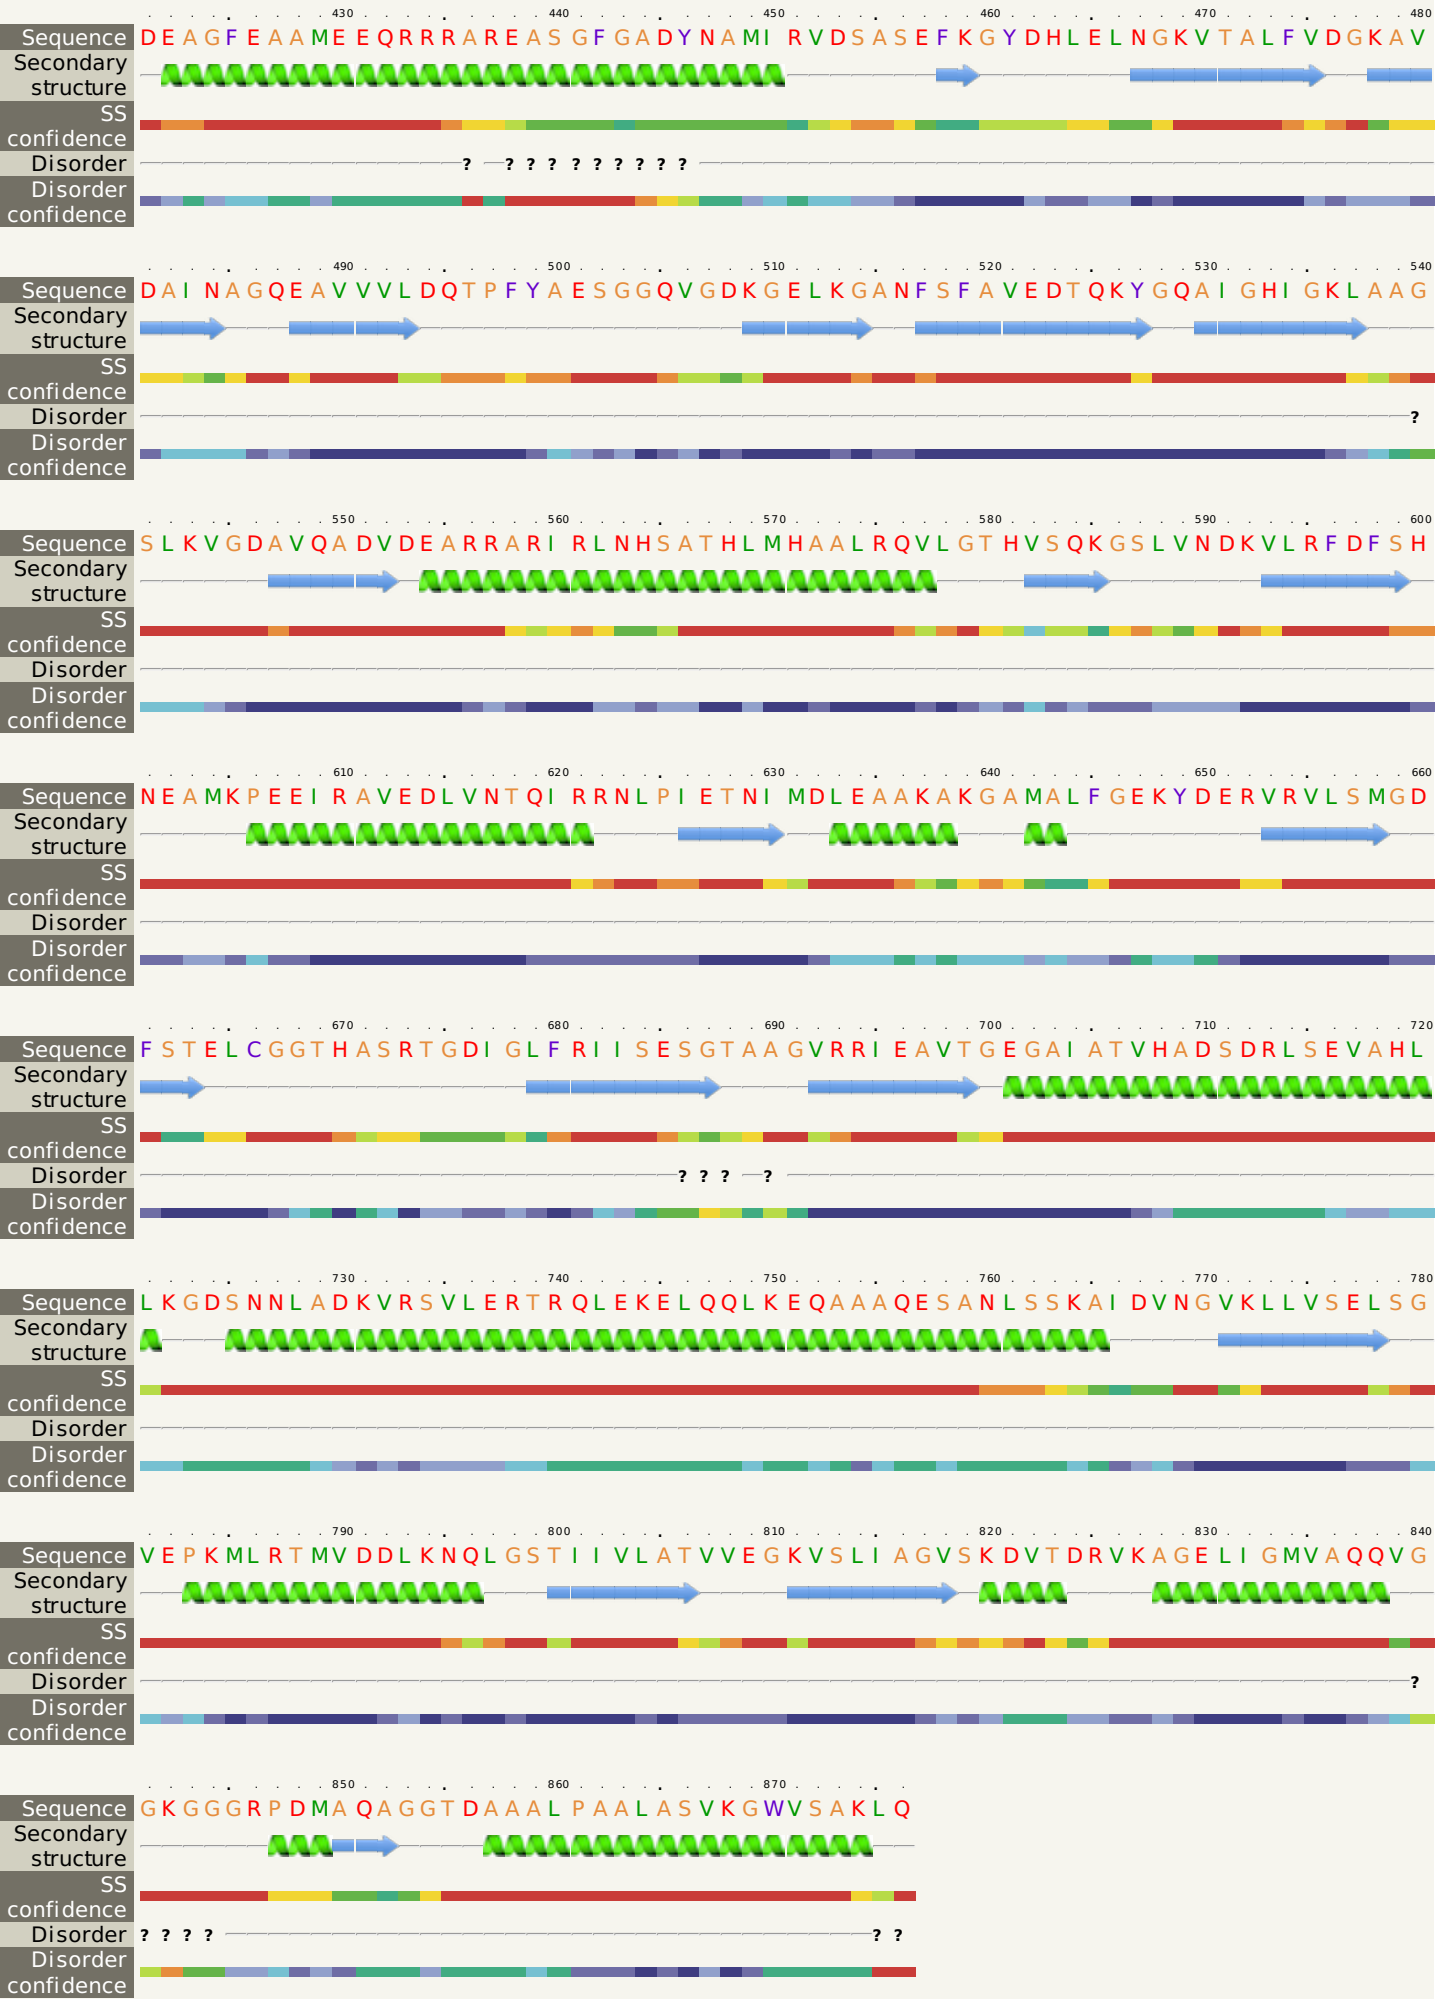 430 440 450 460 470 480
Sequence DEAGFEAAMEEQRRRAREASGFGADYNAMIRVDSASEFKGYDHLELNGKVTALFVDGKAV
Secondary
structure
SS
confidence
Disorder ? ? ? ? ? ? ? ? ? ?
Disorder
confidence
490 500 510 520 530 540
Sequence DAINAGQEAVVVLDQTPFYAESGGQVGDKGELKGANFSFAVEDTQKYGQAIGHIGKLAAG
Secondary
structure
SS
confidence
Disorder ?
Disorder
confidence
550 560 570 580 590 600
Sequence SLKVGDAVQADVDEARRARIRLNHSATHLMHAALRQVLGTHVSQKGSLVNDKVLRFDFSH
Secondary
structure
SS
confidence
Disorder
Disorder
confidence
610 620 630 640 650 660
Sequence NEAMKPEEIRAVEDLVNTQIRRNLPIETNIMDLEAAKAKGAMALFGEKYDERVRVLSMGD
Secondary
structure
SS
confidence
Disorder
Disorder
confidence
670 680 690 700 710 720
Sequence FSTELCGGTHASRTGDIGLFRIISESGTAAGVRRIEAVTGEGAIATVHADSDRLSEVAHL
Secondary
structure
SS
confidence
Disorder ? ? ? ?
Disorder
confidence
730 740 750 760 770 780
Sequence LKGDSNNLADKVRSVLERTRQLEKELQQLKEQAAAQESANLSSKAIDVNGVKLLVSELSG
Secondary
structure
SS
confidence
Disorder
Disorder
confidence
790 800 810 820 830 840
Sequence VEPKMLRTMVDDLKNQLGSTIIVLATVVEGKVSLIAGVSKDVTDRVKAGELIGMVAQQVG
Secondary
structure
SS
confidence
Disorder ?
Disorder
confidence
850 860 870
Sequence GKGGGRPDMAQAGGTDAAALPAALASVKGWVSAKLQ
Secondary
structure
SS
confidence
Disorder ? ? ? ? ? ?
Disorder
confidence